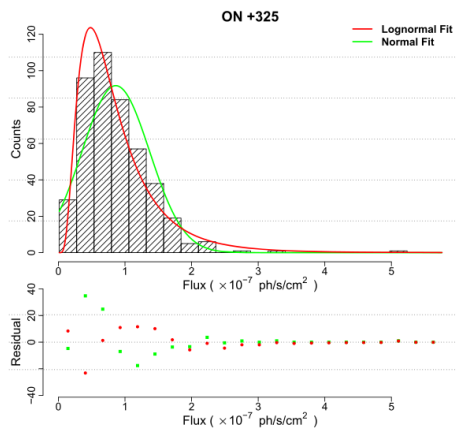 ON +325
Lognormal Fit
Normal Fit
Counts
120
100
80
60
40
20
0
0 1 2 3 4 5
Flux ( ×10⁻⁷ ph/s/cm² )
Residual
40
20
0
−40
0 1 2 3 4 5
Flux ( ×10⁻⁷ ph/s/cm² )